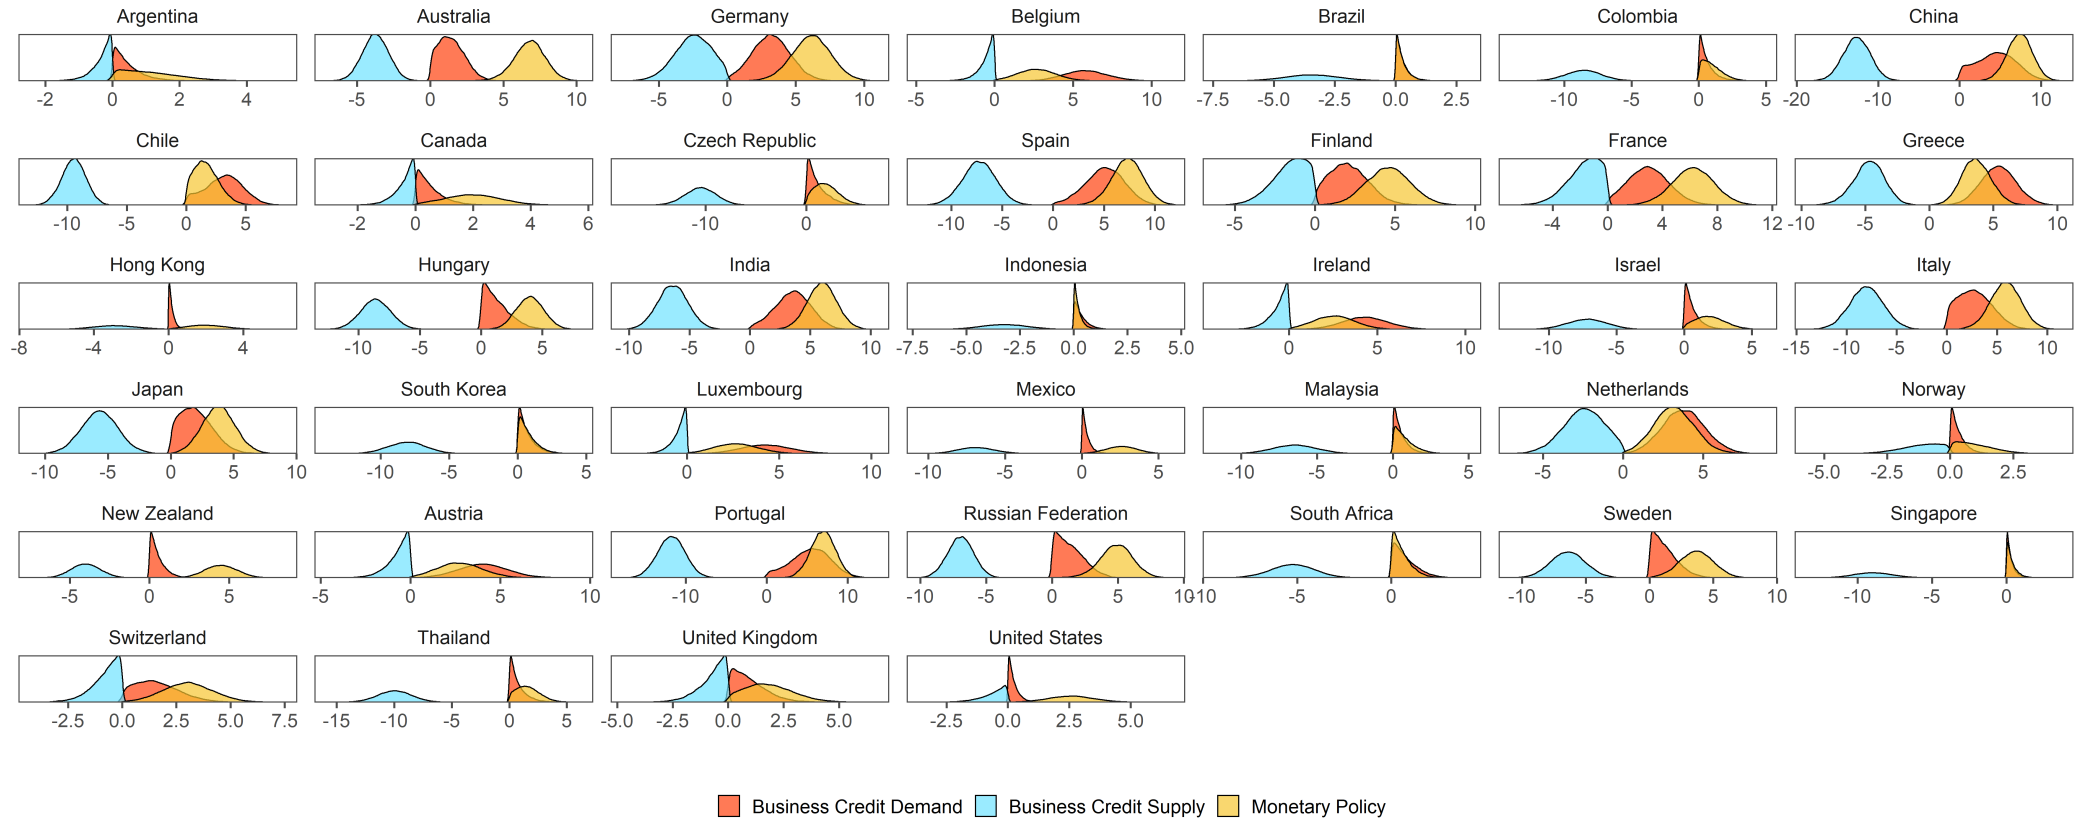 Argentina Australia Germany Belgium Brazil Colombia China
-2 0 2 4 -5 0 5 10 -5 0 5 10 -5 0 5 10 -7.5 -5.0 -2.5 0.0 2.5 -10 -5 0 5 -20 -10 0 10
Chile Canada Czech Republic Spain Finland France Greece
-10 -5 0 5 -2 0 2 4 6 -10 0 -10 -5 0 5 10 -5 0 5 10 -4 0 4 8 12 -10 -5 0 5 10
Hong Kong Hungary India Indonesia Ireland Israel Italy
-8 -4 0 4 -10 -5 0 5 -10 -5 0 5 10 -7.5 -5.0 -2.5 0.0 2.5 5.0 0 5 10 -10 -5 0 5 -15 -10 -5 0 5 10
Japan South Korea Luxembourg Mexico Malaysia Netherlands Norway
-10 -5 0 5 10 -10 -5 0 5 0 5 10 -10 -5 0 5 -10 -5 0 5 -5 0 5 -5.0 -2.5 0.0 2.5
New Zealand Austria Portugal Russian Federation South Africa Sweden Singapore
-5 0 5 -5 0 5 10 -10 0 10 -10 -5 0 5 10 -10 -5 0 -10 -5 0 5 10 -10 -5 0
Switzerland Thailand United Kingdom United States
-2.5 0.0 2.5 5.0 7.5 -15 -10 -5 0 5 -5.0 -2.5 0.0 2.5 5.0 -2.5 0.0 2.5 5.0
Business Credit Demand Business Credit Supply Monetary Policy